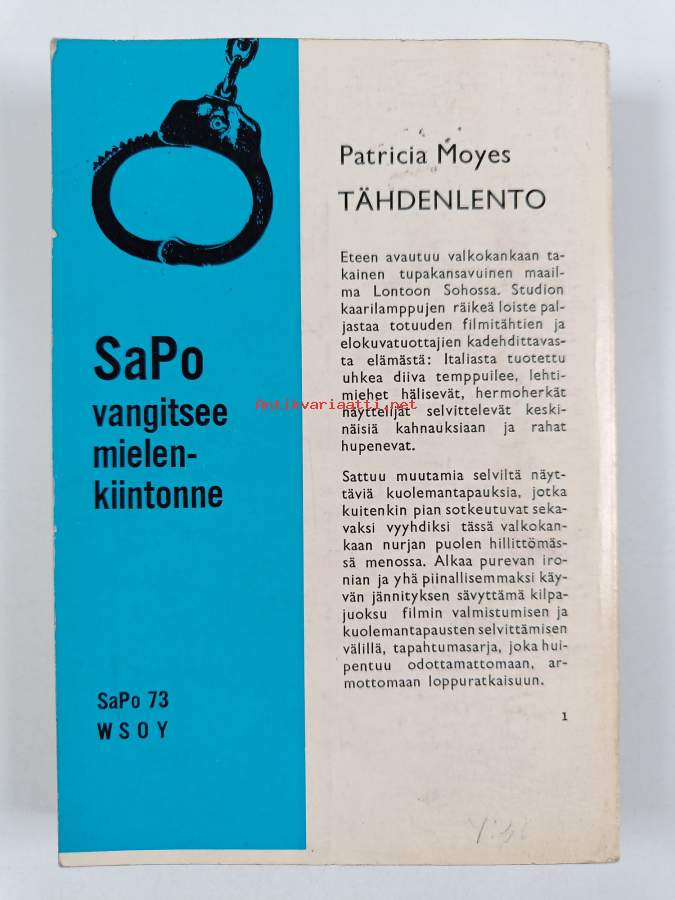 SaPo
vangitsee
mielen-
kiintonne
SaPo 73
WSOY
Patricia Moyes
TÄHDENLENTO
Eteen avautuu valkokankaan ta-
kainen tupakansavuinen maail-
ma Lontoon Sohossa. Studion
kaarilamppujen räikeä loiste pal-
jastaa totuuden filmitähtien ja
elokuvatuottajien kadehdittavas-
ta elämästä: Italiasta tuotettu
uhkea diiva temppuilee, lehti-
miehet hälisevät, hermoherkät
näyttelijät selvittelevät keski-
näisiä kahnauksiaan ja rahat
hupenevat.
Sattuu muutamia selviltä näyt-
täviä kuolemantapauksia, jotka
kuitenkin pian sotkeutuvat seka-
vaksi vyyhdiksi tässä valkokan-
kaan nurjan puolen hillittömäs-
sä menossa. Alkaa purevan iro-
nian ja yhä piinallisemmaksi käy-
vän jännityksen sävyttämä kilpa-
juoksu filmin valmistumisen ja
kuolemantapausten selvittämisen
välillä, tapahtumasarja, joka hui-
pentuu odottamattomaan, ar-
mottomaan loppuratkaisuun.
1
Antikvariaatti.net